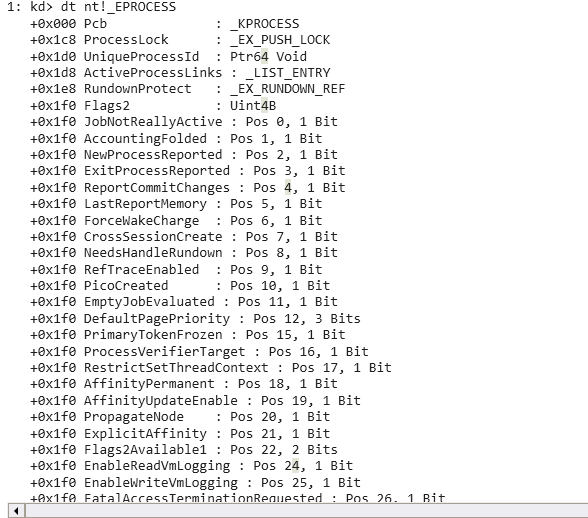 1: kd> dt nt!_EPROCESS
+0x000 Pcb : _KPROCESS
+0x1c8 ProcessLock : _EX_PUSH_LOCK
+0x1d0 UniqueProcessId : Ptr64 Void
+0x1d8 ActiveProcessLinks : _LIST_ENTRY
+0x1e8 RundownProtect : _EX_RUNDOWN_REF
+0x1f0 Flags2 : Uint4B
+0x1f0 JobNotReallyActive : Pos 0, 1 Bit
+0x1f0 AccountingFolded : Pos 1, 1 Bit
+0x1f0 NewProcessReported : Pos 2, 1 Bit
+0x1f0 ExitProcessReported : Pos 3, 1 Bit
+0x1f0 ReportCommitChanges : Pos 4, 1 Bit
+0x1f0 LastReportMemory : Pos 5, 1 Bit
+0x1f0 ForceWakeCharge : Pos 6, 1 Bit
+0x1f0 CrossSessionCreate : Pos 7, 1 Bit
+0x1f0 NeedsHandleRundown : Pos 8, 1 Bit
+0x1f0 RefTraceEnabled : Pos 9, 1 Bit
+0x1f0 PicoCreated : Pos 10, 1 Bit
+0x1f0 EmptyJobEvaluated : Pos 11, 1 Bit
+0x1f0 DefaultPagePriority : Pos 12, 3 Bits
+0x1f0 PrimaryTokenFrozen : Pos 15, 1 Bit
+0x1f0 ProcessVerifierTarget : Pos 16, 1 Bit
+0x1f0 RestrictSetThreadContext : Pos 17, 1 Bit
+0x1f0 AffinityPermanent : Pos 18, 1 Bit
+0x1f0 AffinityUpdateEnable : Pos 19, 1 Bit
+0x1f0 PropagateNode : Pos 20, 1 Bit
+0x1f0 ExplicitAffinity : Pos 21, 1 Bit
+0x1f0 Flags2Available1 : Pos 22, 2 Bits
+0x1f0 EnableReadVmLogging : Pos 24, 1 Bit
+0x1f0 EnableWriteVmLogging : Pos 25, 1 Bit
+0x1f0 FatalAccessTerminationRequested : Pos 26, 1 Bit